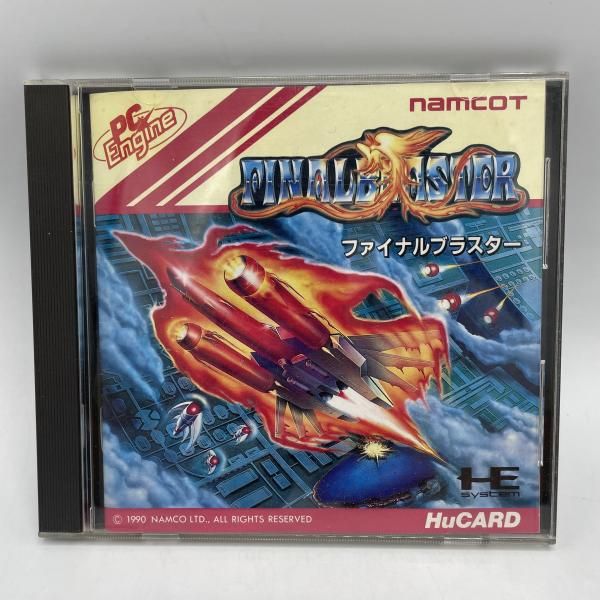 PC Engine
namcot
FINAL BLASTER
ファイナルブラスター
HE
system
© 1990 NAMCO LTD., ALL RIGHTS RESERVED
HuCARD